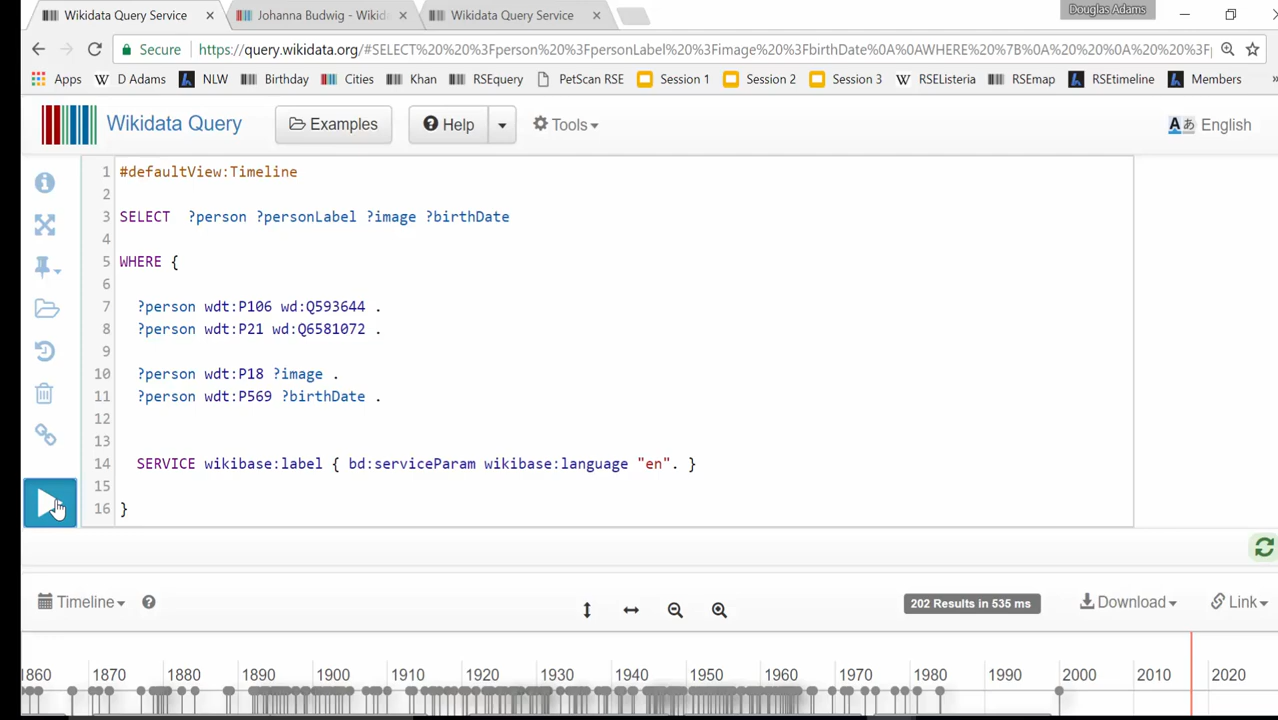 Wikidata Query Service × Johanna Budwig - Wikid × Wikidata Query Service × Douglas Adams
Secure https://query.wikidata.org/#SELECT%20%20%3Fperson%20%3FpersonLabel%20%3Fimage%20%3FbirthDate%0A%0AWHERE%20%7B%0A%20%20%0A%20%20%3F
Apps D Adams NLW Birthday Cities Khan RSEquery PetScan RSE Session 1 Session 2 Session 3 RSEListeria RSEmap RSEtimeline Members »
Wikidata Query Examples Help Tools English
1 #defaultView:Timeline
2
3 SELECT ?person ?personLabel ?image ?birthDate
4
5 WHERE {
6
7 ?person wdt:P106 wd:Q593644 .
8 ?person wdt:P21 wd:Q6581072 .
9
10 ?person wdt:P18 ?image .
11 ?person wdt:P569 ?birthDate .
12
13
14 SERVICE wikibase:label { bd:serviceParam wikibase:language "en". }
15
16 }
Timeline 202 Results in 535 ms Download Link
1860 1870 1880 1890 1900 1910 1920 1930 1940 1950 1960 1970 1980 1990 2000 2010 2020